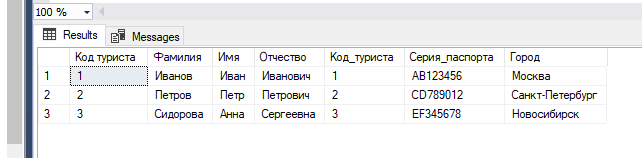 100 %
Results Messages
Код туриста Фамилия Имя Отчество Код_туриста Серия_паспорта Город
1 1 Иванов Иван Иванович 1 AB123456 Москва
2 2 Петров Петр Петрович 2 CD789012 Санкт-Петербург
3 3 Сидорова Анна Сергеевна 3 EF345678 Новосибирск